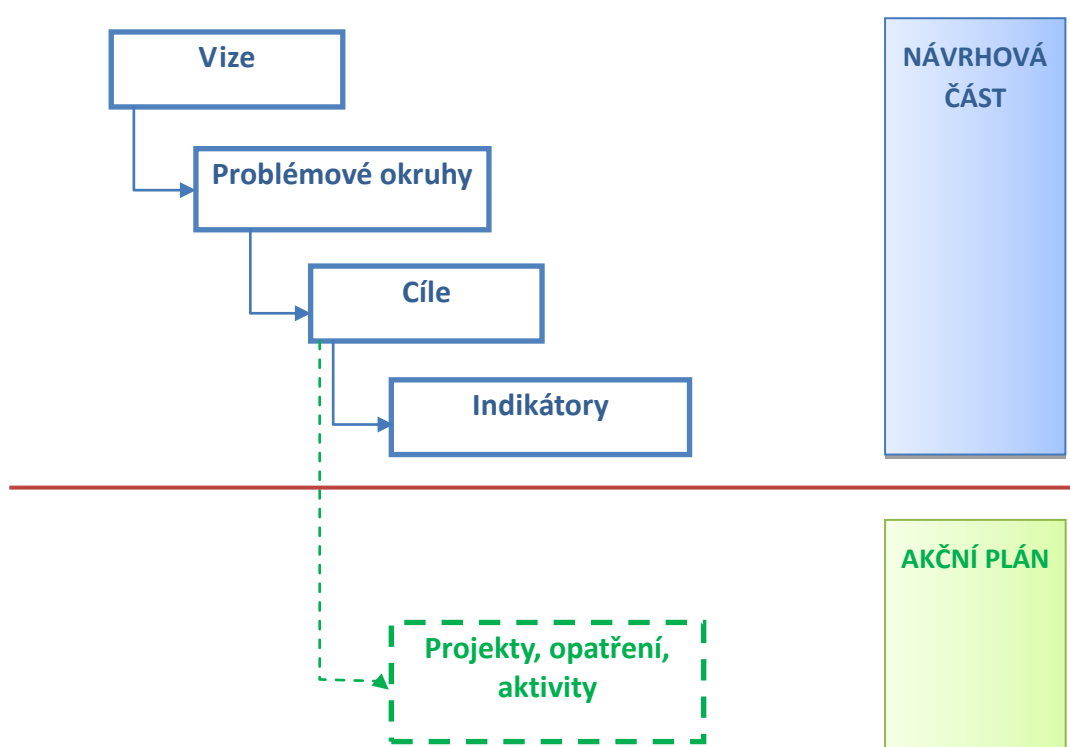 Vize
NÁVRHOVÁ
ČÁST
Problémové okruhy
Cíle
Indikátory
AKČNÍ PLÁN
Projekty, opatření,
aktivity